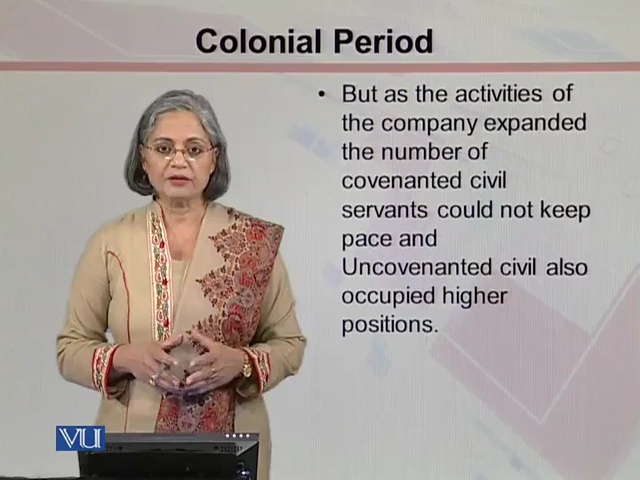 Colonial Period
• But as the activities of
the company expanded
the number of
covenanted civil
servants could not keep
pace and
Uncovenanted civil also
occupied higher
positions.
VU